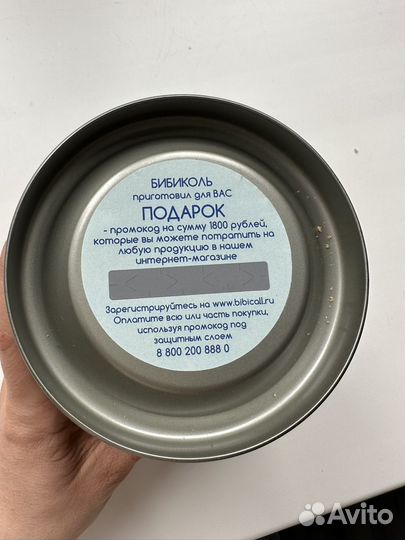 БИБИКОЛЬ
приготовил для ВАС
ПОДАРОК
- промокод на сумму 1800 рублей,
которые вы можете потратить на
любую продукцию в нашем
интернет-магазине
Зарегистрируйтесь на www.bibicall.ru
Оплатите всю или часть покупки,
используя промокод под
защитным слоем
8 800 200 888 0
Avito